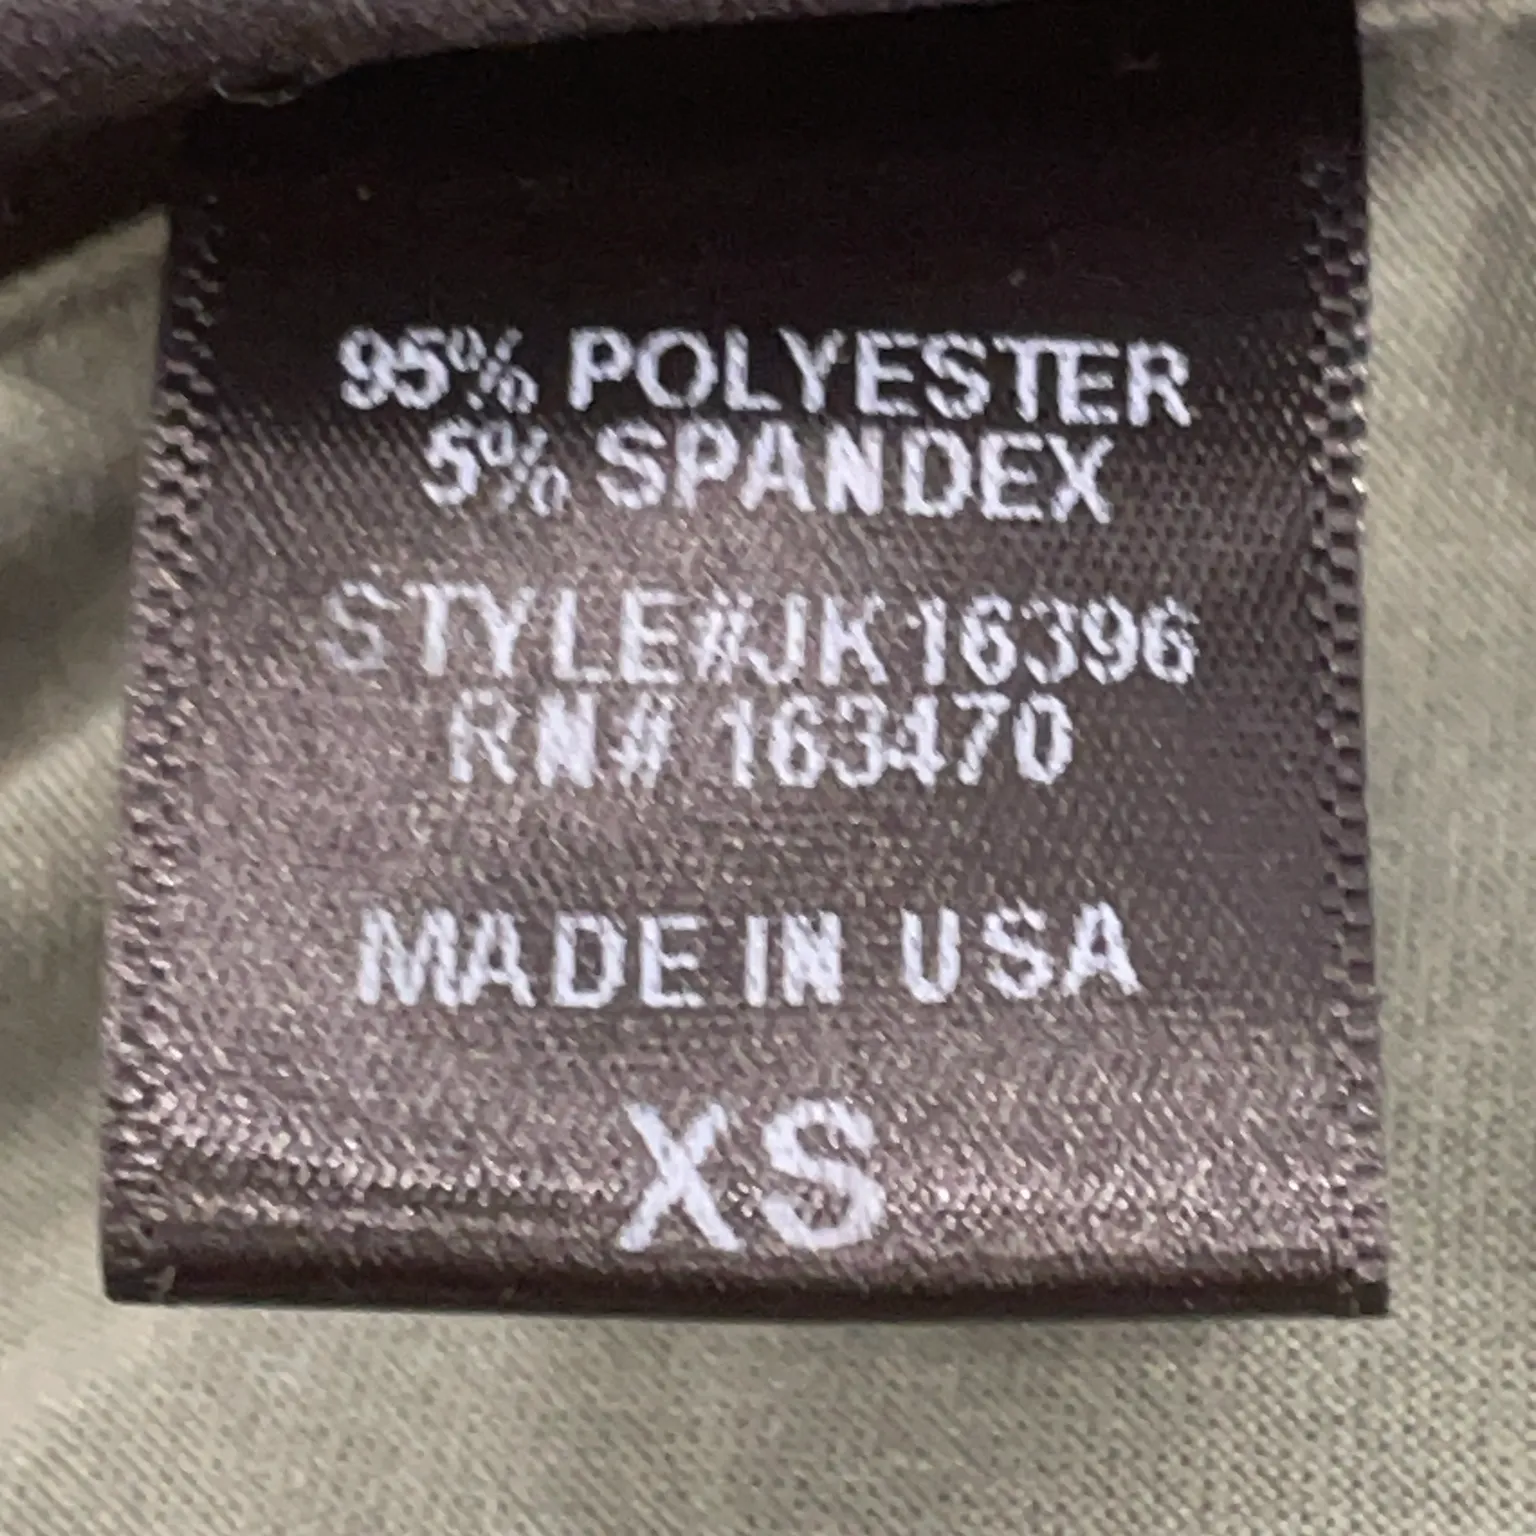 95% POLYESTER
5% SPANDEX
STYLE#JK16396
RN# 163470
MADE IN USA
XS